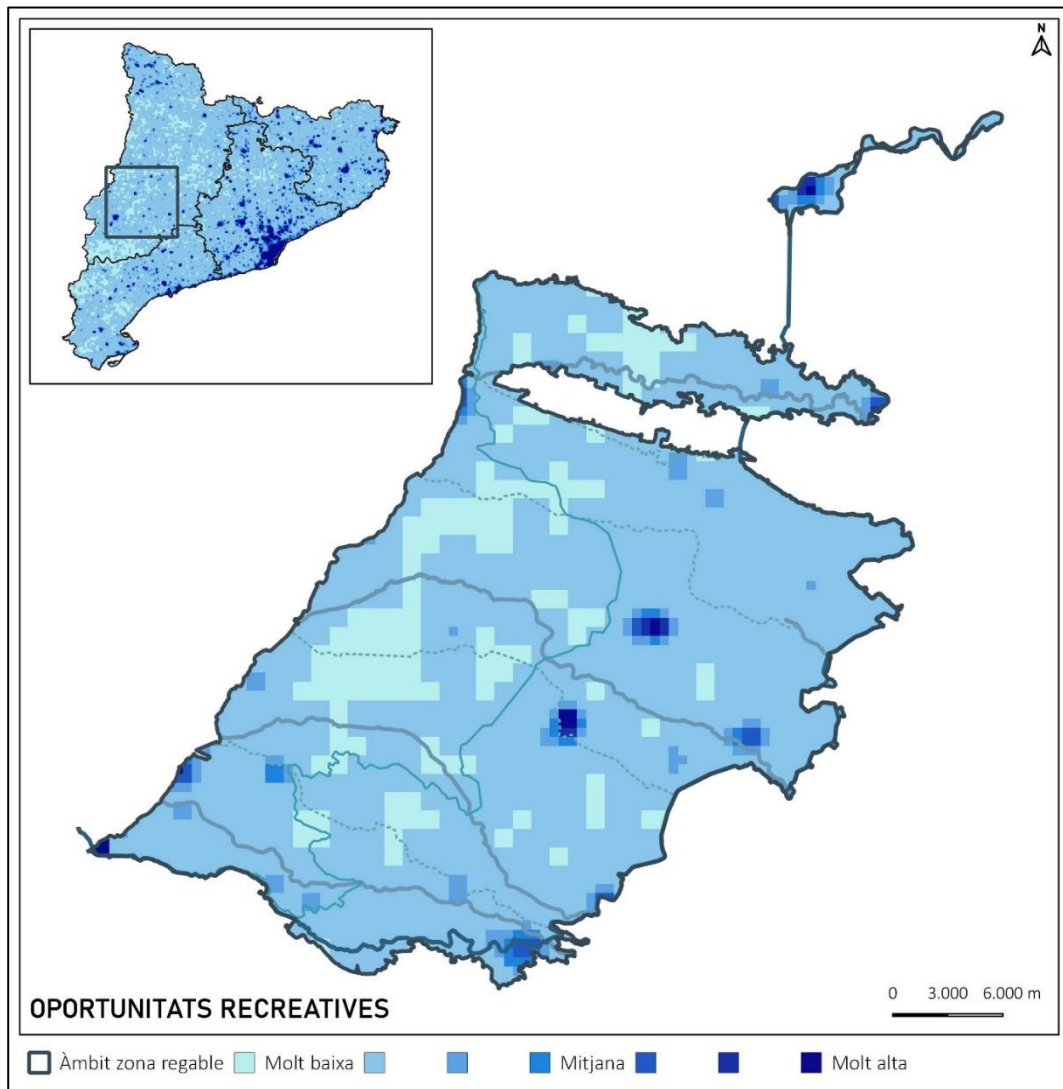 N
OPORTUNITATS RECREATIVES
0 3.000 6.000 m
Àmbit zona regable Molt baixa Mitjana Molt alta